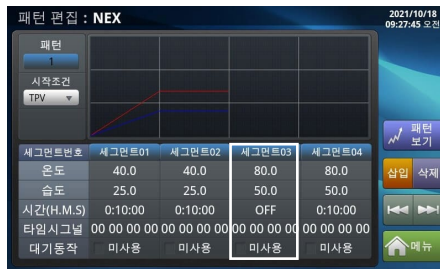 패턴 편집 : NEX
2021/10/18
09:27:45 오전
패턴
1
시작조건
TPV
패턴
보기
세그먼트번호 세그먼트01 세그먼트02 세그먼트03 세그먼트04
온도 40.0 40.0 80.0 80.0
습도 25.0 25.0 50.0 50.0
시간(H.M.S) 0:10:00 0:10:00 OFF 0:10:00
타임시그널 00 00 00 00 00 00 00 00 00 00 00 00 00 00 00 00
대기동작 미사용 미사용 미사용 미사용
삽입 삭제
메뉴